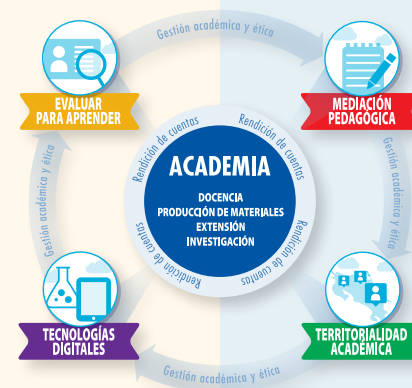 Gestión académica y ética
EVALUAR
PARA APRENDER
MEDIACIÓN
PEDAGÓGICA
Rendición de cuentas
Rendición de cuentas
ACADEMIA
DOCENCIA
PRODUCCÓN DE MATERIALES
EXTENSIÓN
INVESTIGACIÓN
Gestión académica y ética
Gestión académica y ética
Rendición de cuentas
Rendición de cuentas
TECNOLOGÍAS
DIGITALES
TERRITORIALIDAD
ACADÉMICA
Gestión académica y ética